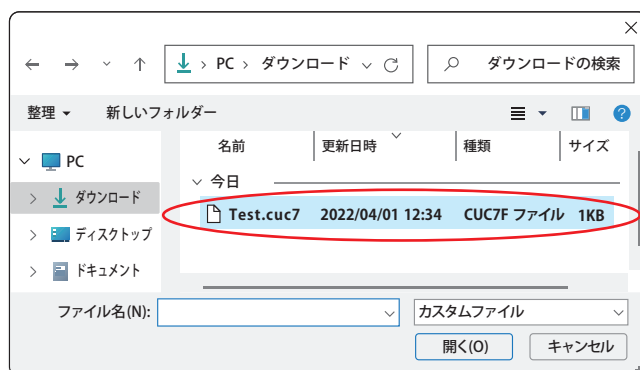 PC > ダウンロード
ダウンロードの検索
整理 新しいフォルダー
名前 更新日時 種類 サイズ
PC
今日
ダウンロード
Test.cuc7 2022/04/01 12:34 CUC7F ファイル 1KB
ディスクトップ
ドキュメント
ファイル名(N):
カスタムファイル
開く(O) キャンセル